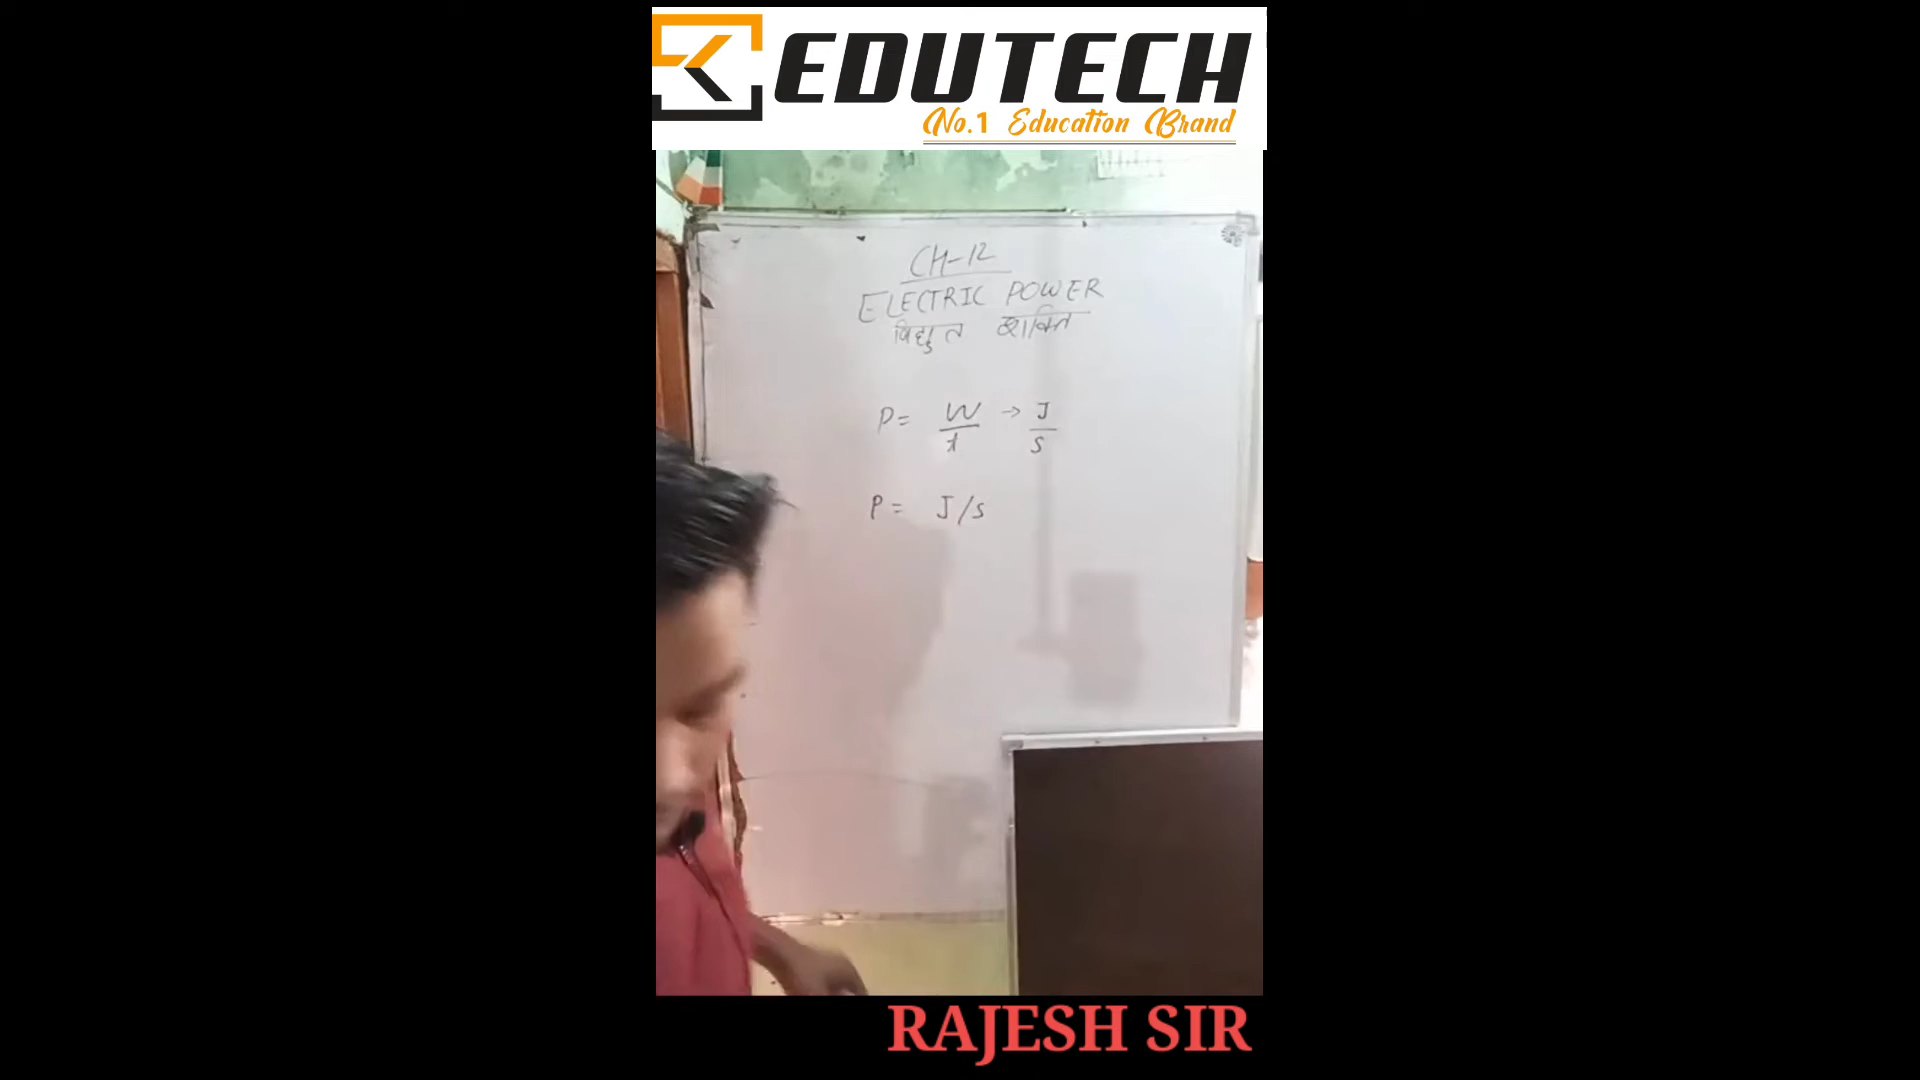 EDUTECH
No.1 Education Brand
CH-12
ELECTRIC POWER
विद्युत शक्ति
P = W/t → J/s
P = J/s
RAJESH SIR